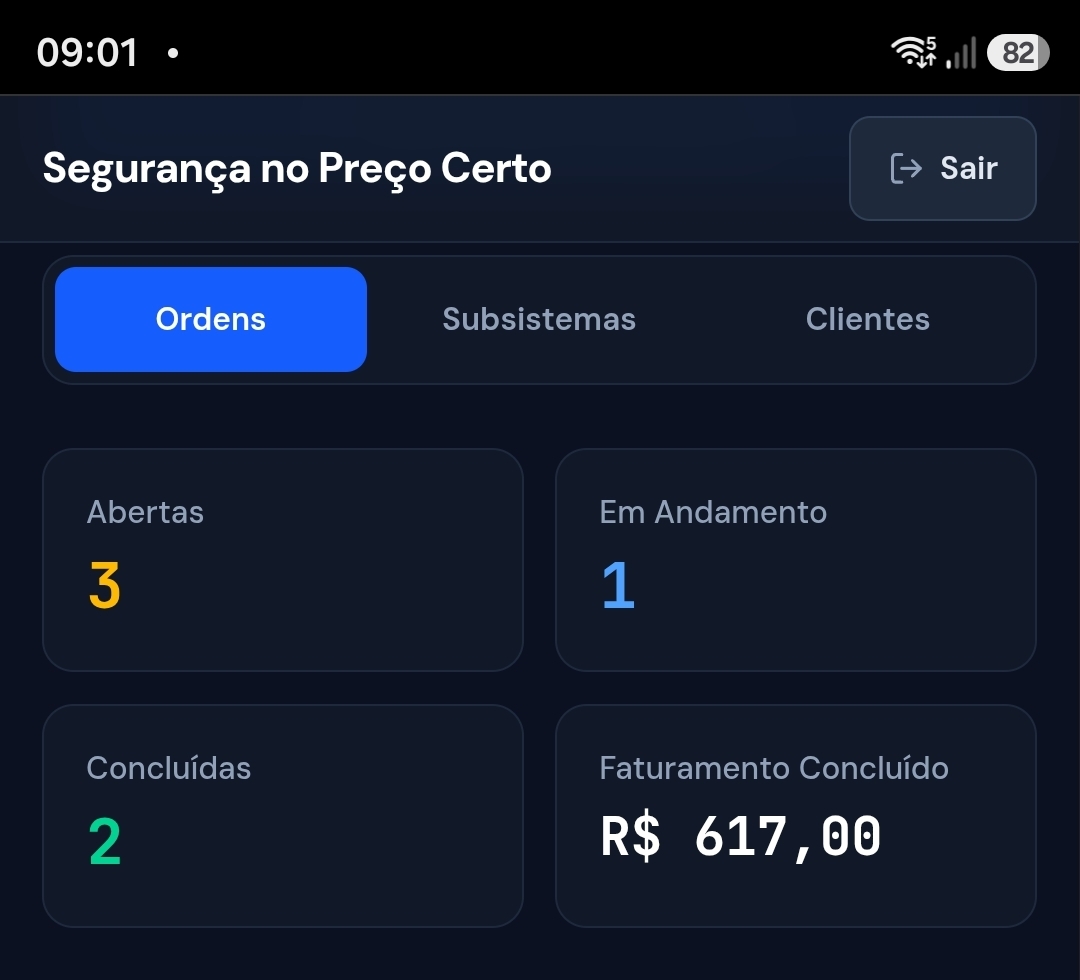 09:01
5
82
Segurança no Preço Certo
Sair
Ordens Subsistemas Clientes
Abertas
3
Em Andamento
1
Concluídas
2
Faturamento Concluído
R$ 617,00